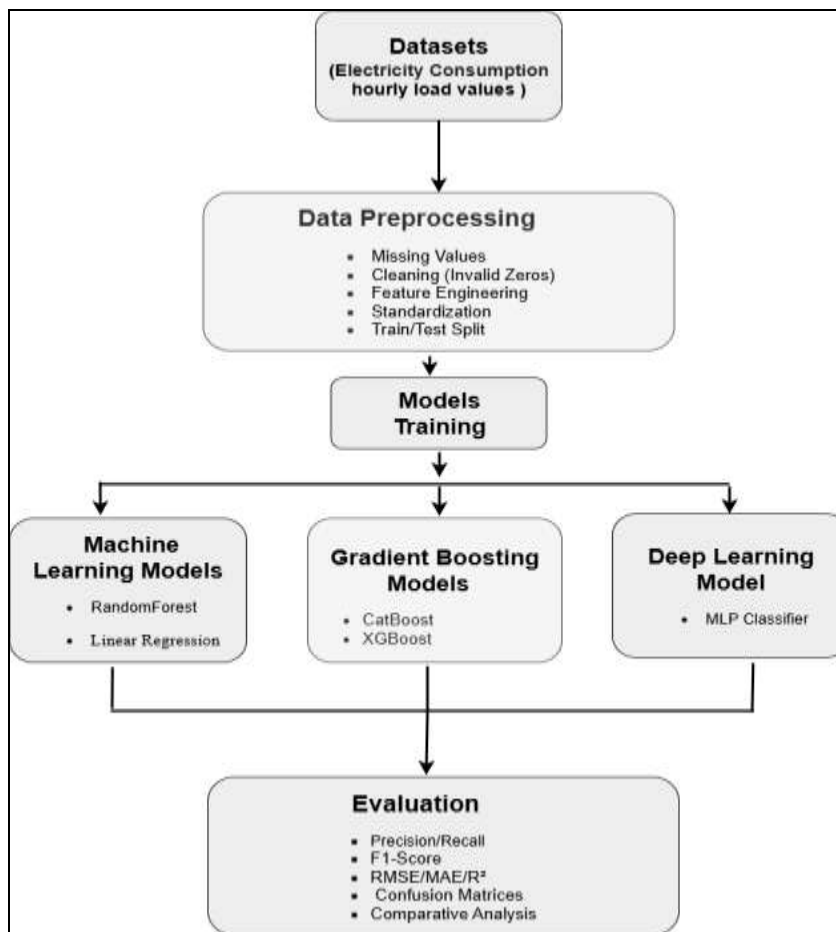 Datasets
(Electricity Consumption
hourly load values )
Data Preprocessing
• Missing Values
• Cleaning (Invalid Zeros)
• Feature Engineering
• Standardization
• Train/Test Split
Models
Training
Machine
Learning Models
• RandomForest
• Linear Regression
Gradient Boosting
Models
• CatBoost
• XGBoost
Deep Learning
Model
• MLP Classifier
Evaluation
▪ Precision/Recall
▪ F1-Score
▪ RMSE/MAE/R²
▪ Confusion Matrices
▪ Comparative Analysis